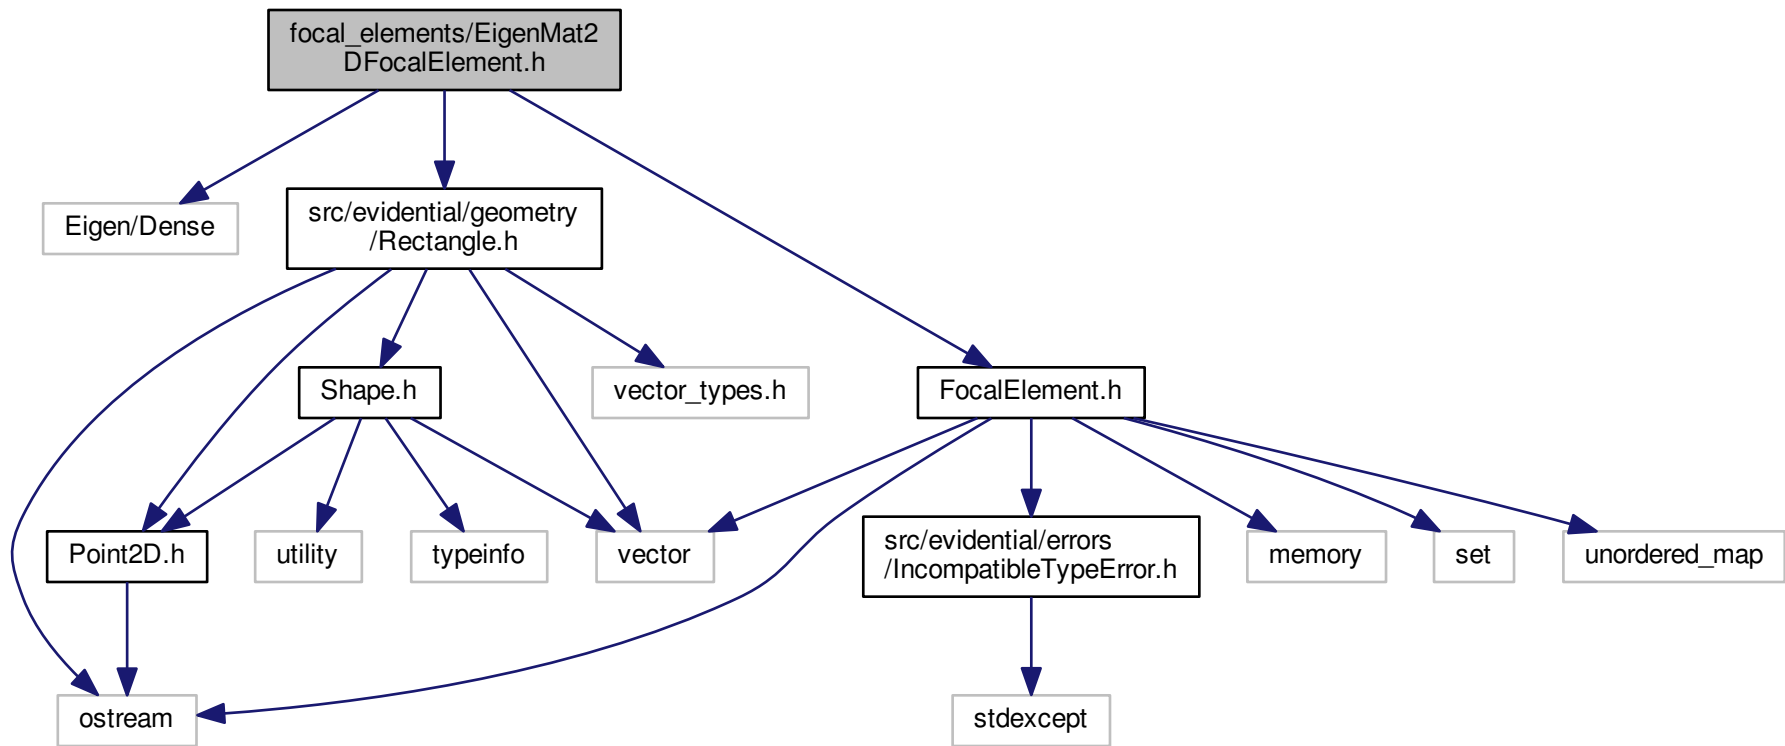 focal_elements/EigenMat2
DFocalElement.h
Eigen/Dense
src/evidential/geometry
/Rectangle.h
Shape.h
vector_types.h
FocalElement.h
Point2D.h
utility
typeinfo
vector
src/evidential/errors
/IncompatibleTypeError.h
memory
set
unordered_map
ostream
stdexcept